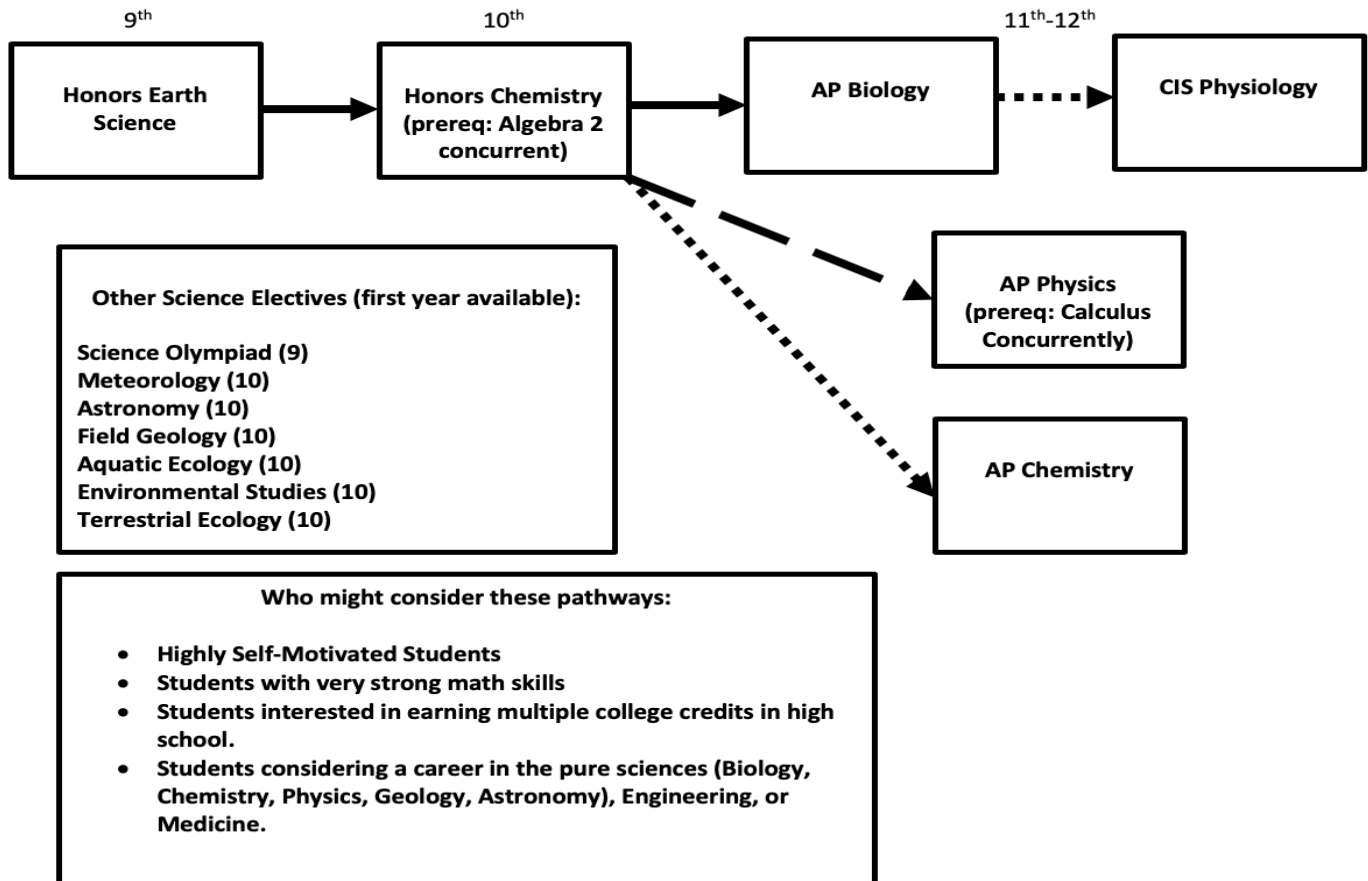 9th
10th
11th-12th
Honors Earth
Science
Honors Chemistry
(prereq: Algebra 2
concurrent)
AP Biology
CIS Physiology
Other Science Electives (first year available):
Science Olympiad (9)
Meteorology (10)
Astronomy (10)
Field Geology (10)
Aquatic Ecology (10)
Environmental Studies (10)
Terrestrial Ecology (10)
AP Physics
(prereq: Calculus
Concurrently)
AP Chemistry
Who might consider these pathways:
• Highly Self-Motivated Students
• Students with very strong math skills
• Students interested in earning multiple college credits in high
school.
• Students considering a career in the pure sciences (Biology,
Chemistry, Physics, Geology, Astronomy), Engineering, or
Medicine.